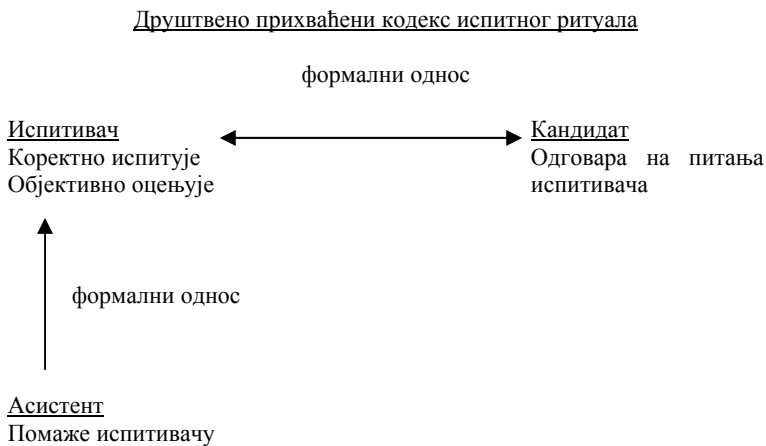 Друштвено прихваћени кодекс испитног ритуала
формални однос
Испитивач
Коректно испитује
Објективно оцењује
Кандидат
Одговара на питања
испитивача
формални однос
Асистент
Помаже испитивачу